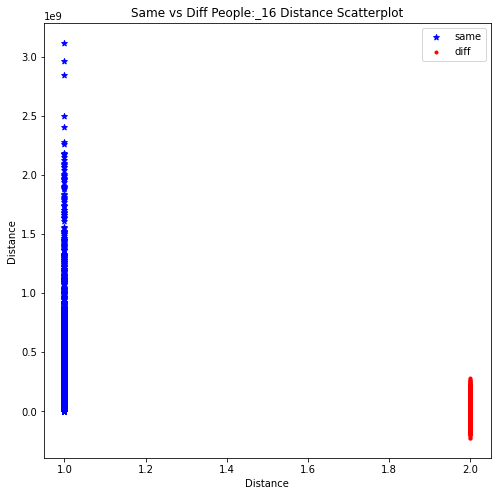 Same vs Diff People:_16 Distance Scatterplot
1e9
same
diff
3.0
2.5
2.0
1.5
1.0
0.5
0.0
Distance
1.0 1.2 1.4 1.6 1.8 2.0
Distance